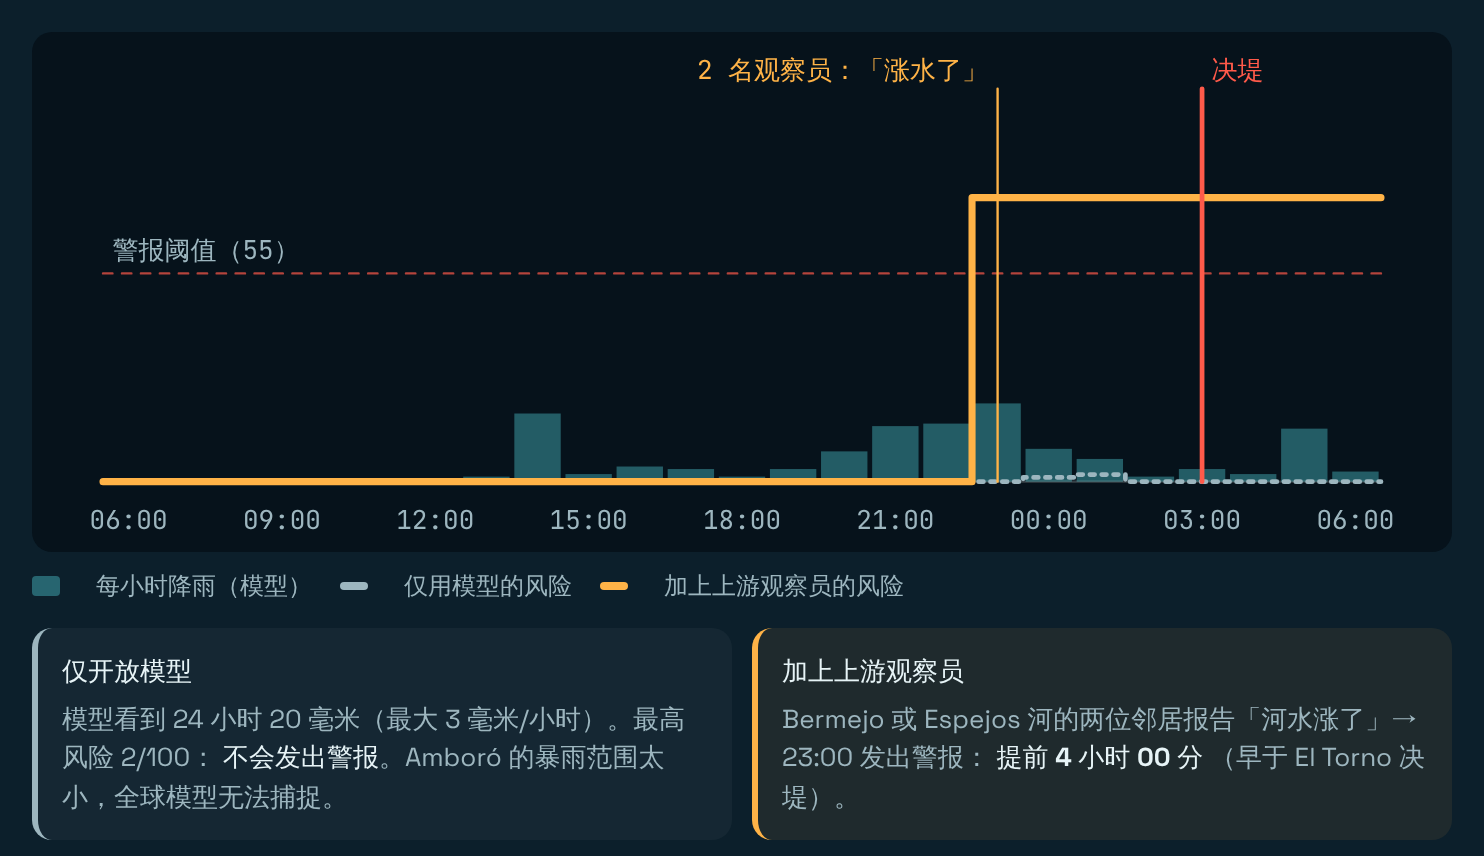 2 名观察员：「涨水了」
决堤
警报阈值（55）
06:00 09:00 12:00 15:00 18:00 21:00 00:00 03:00 06:00
每小时降雨（模型） 仅用模型的风险 加上上游观察员的风险
仅开放模型
模型看到 24 小时 20 毫米（最大 3 毫米/小时）。最高
风险 2/100： 不会发出警报。Amboró 的暴雨范围太
小，全球模型无法捕捉。
加上上游观察员
Bermejo 或 Espejos 河的两位邻居报告「河水涨了」→
23:00 发出警报： 提前 4 小时 00 分 （早于 El Torno 决
堤）。